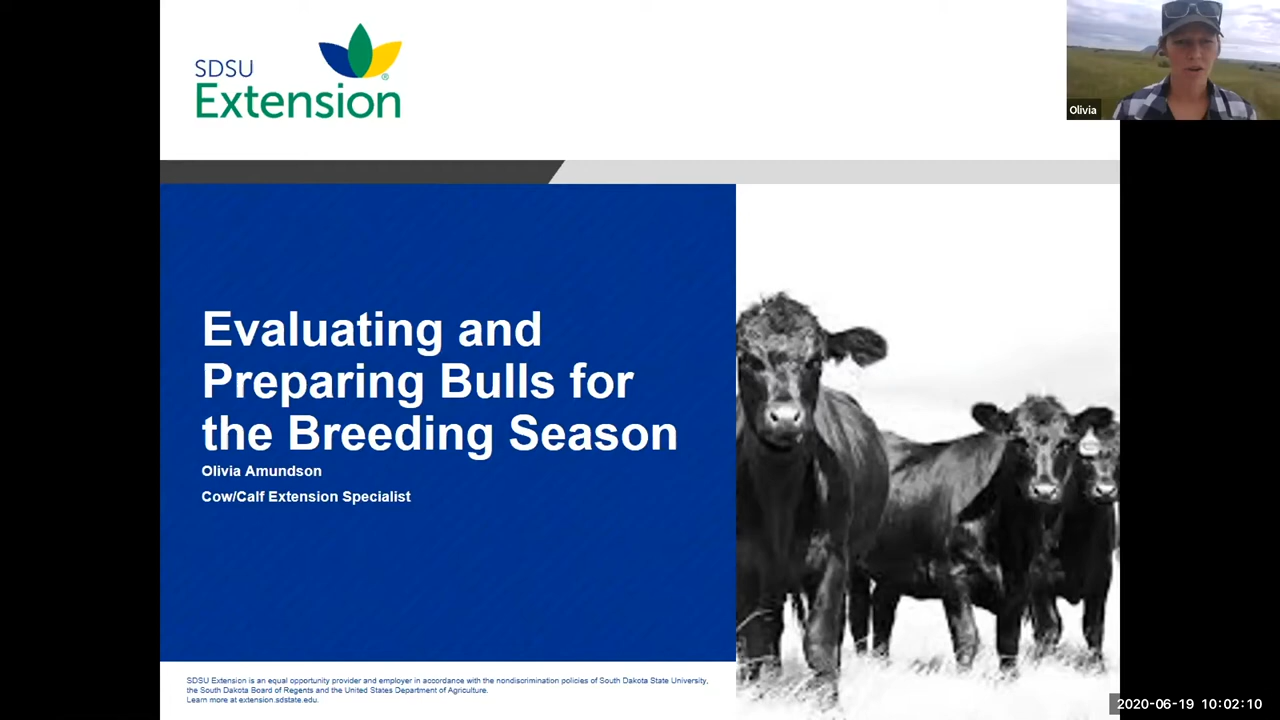 SDSU
Extension
®
Olivia
Evaluating and
Preparing Bulls for
the Breeding Season
Olivia Amundson
Cow/Calf Extension Specialist
SDSU Extension is an equal opportunity provider and employer in accordance with the nondiscrimination policies of South Dakota State University,
the South Dakota Board of Regents and the United States Department of Agriculture.
Learn more at extension.sdstate.edu.
2020-06-19 10:02:10